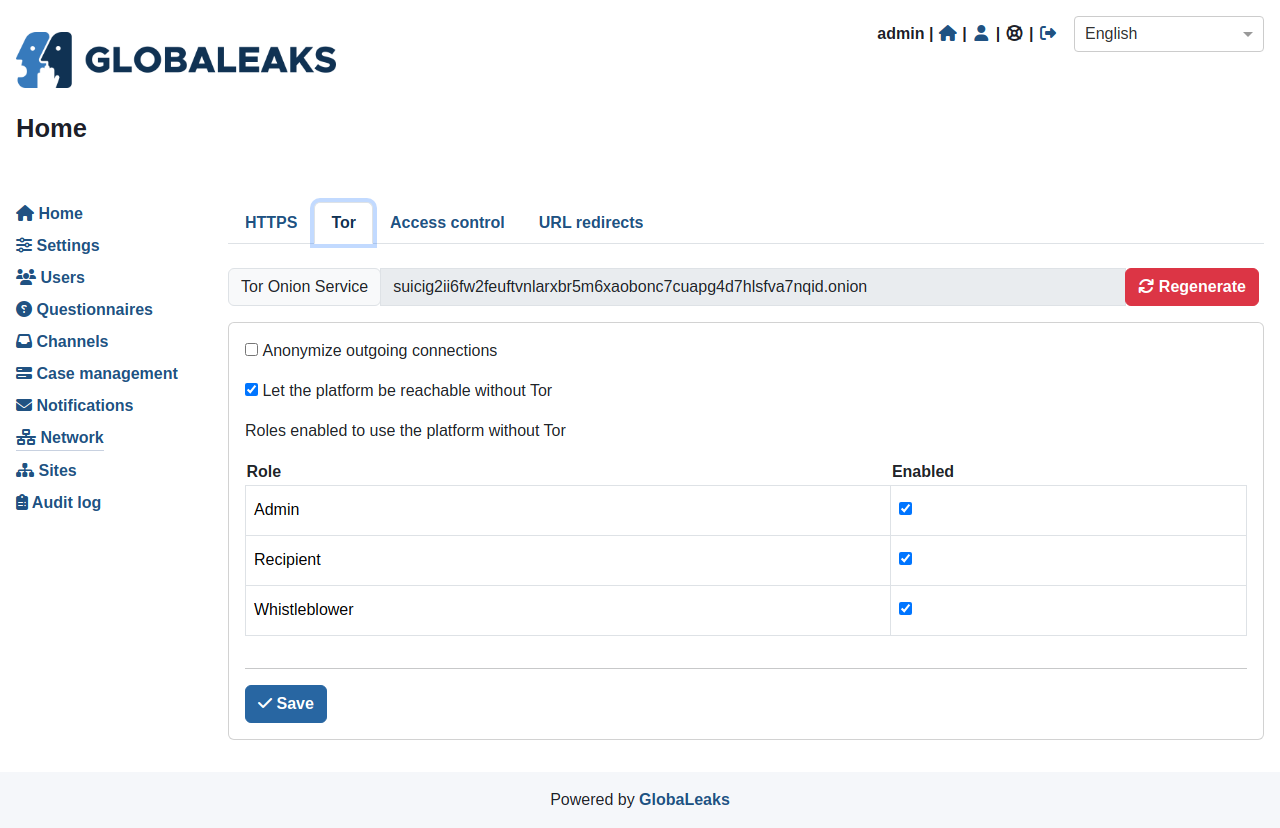 admin | | | |
English
GLOBALEAKS
Home
Home
Settings
Users
Questionnaires
Channels
Case management
Notifications
Network
Sites
Audit log
HTTPS Tor Access control URL redirects
Tor Onion Service suicig2ii6fw2feuftvnlarxbr5m6xaobonc7cuapg4d7hlsfva7nqid.onion Regenerate
Anonymize outgoing connections
Let the platform be reachable without Tor
Roles enabled to use the platform without Tor
Role Enabled
Admin
Recipient
Whistleblower
Save
Powered by GlobaLeaks